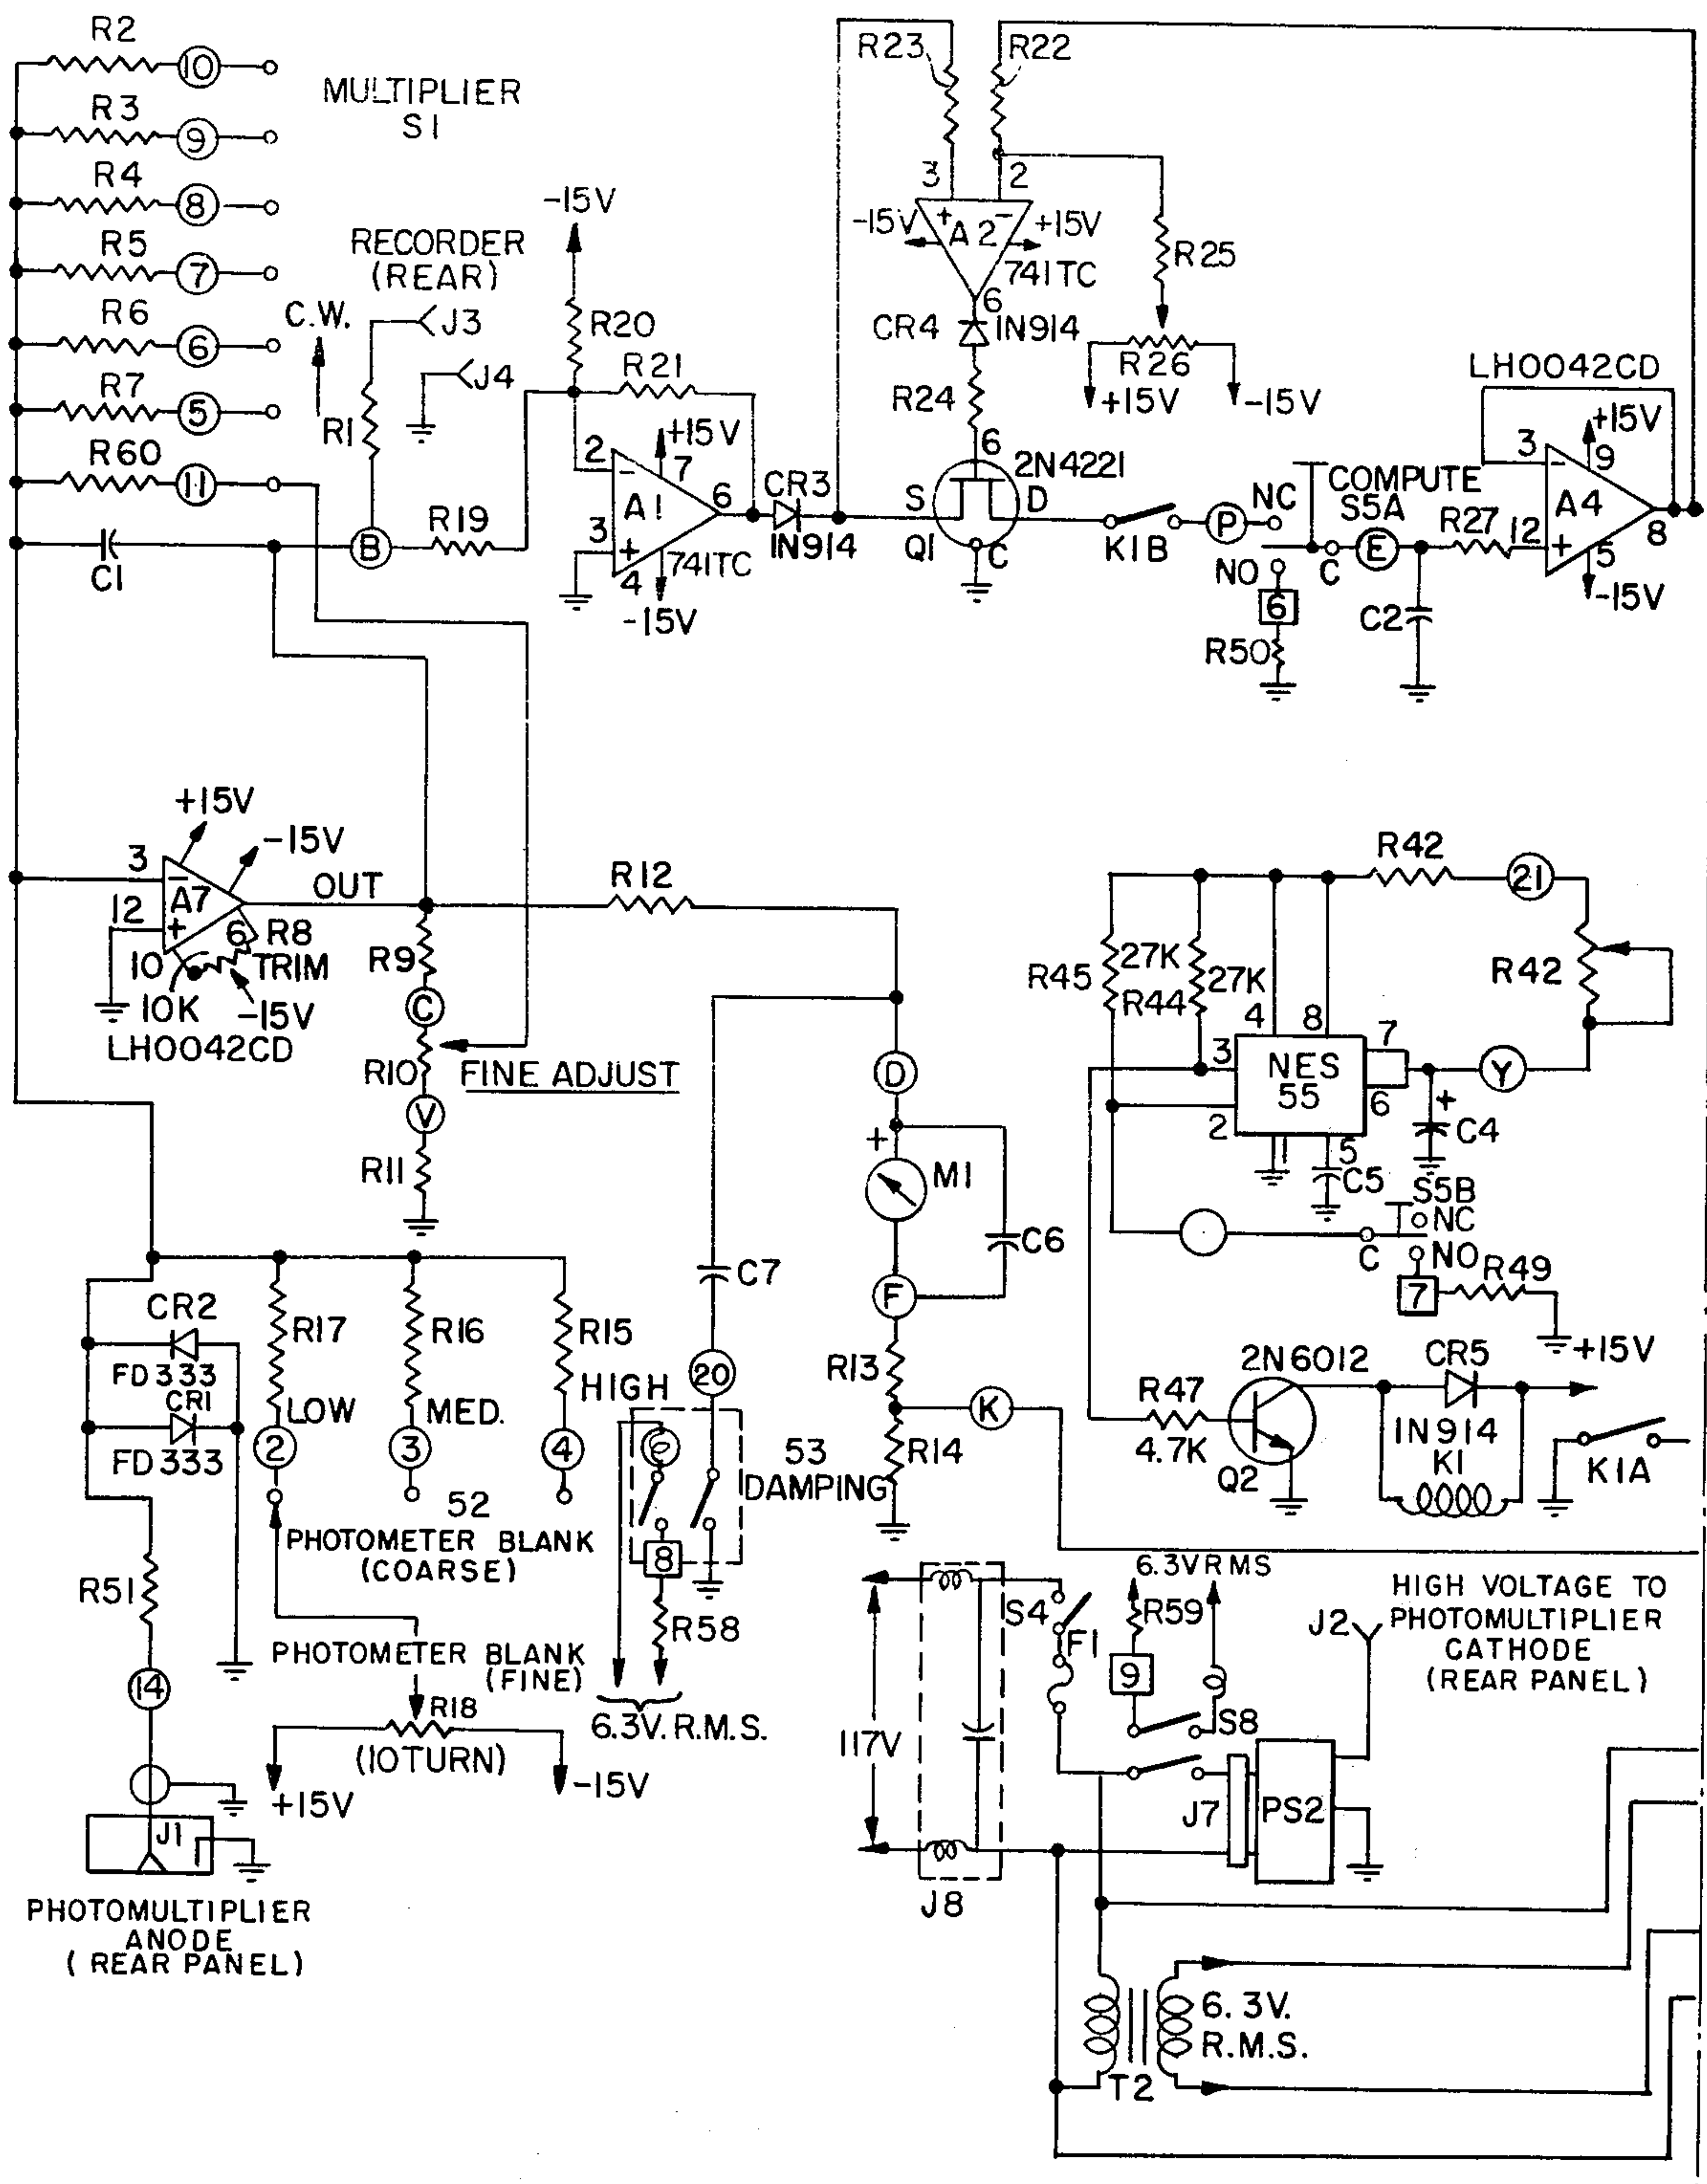 R2
10
R3
9
MULTIPLIER
S1
R4
8
R5
7
R6
6
R7
5
R60
11
C1
C.W.
R1
RECORDER
(REAR)
J3
J4
B
R19
-15V
R20
R21
2
-
+15V
7
A1
6
3
+
4
741TC
-15V
CR3
1N914
R23
R22
3
2
-15V
+
A2
-
+15V
741TC
6
CR4
1N914
R24
R25
R26
+15V
-15V
6
2N4221
S
D
Q1
C
K1B
P
NC
COMPUTE
S5A
E
NO
C
6
R50
R27
C2
LH0042CD
3
-
+15V
9
A4
12
+
5
8
-15V
+15V
-15V
3
-
A7
OUT
12
+
6
R8
TRIM
10
10K
-15V
LH0042CD
R9
C
R10
FINE ADJUST
V
R11
R12
D
+
M1
C6
F
C7
20
R13
K
R14
R42
21
R42
R45
27K
R44
27K
4
8
7
3
NES
55
6
2
1
5
C5
Y
+
C4
S5B
NC
C
NO
7
R49
2N6012
CR5
+15V
R47
4.7K
Q2
1N914
K1
K1A
CR2
FD333
CR1
FD333
R17
R16
R15
LOW
MED.
HIGH
2
3
4
52
PHOTOMETER BLANK
(COARSE)
53
DAMPING
8
R58
6.3V. R.M.S.
R51
14
PHOTOMETER BLANK
(FINE)
R18
(10TURN)
+15V
-15V
J1
PHOTOMULTIPLIER
ANODE
( REAR PANEL)
117V
J8
S4
F1
6.3VRMS
R59
9
S8
J7
PS2
J2
HIGH VOLTAGE TO
PHOTOMULTIPLIER
CATHODE
(REAR PANEL)
6.3V.
R.M.S.
T2